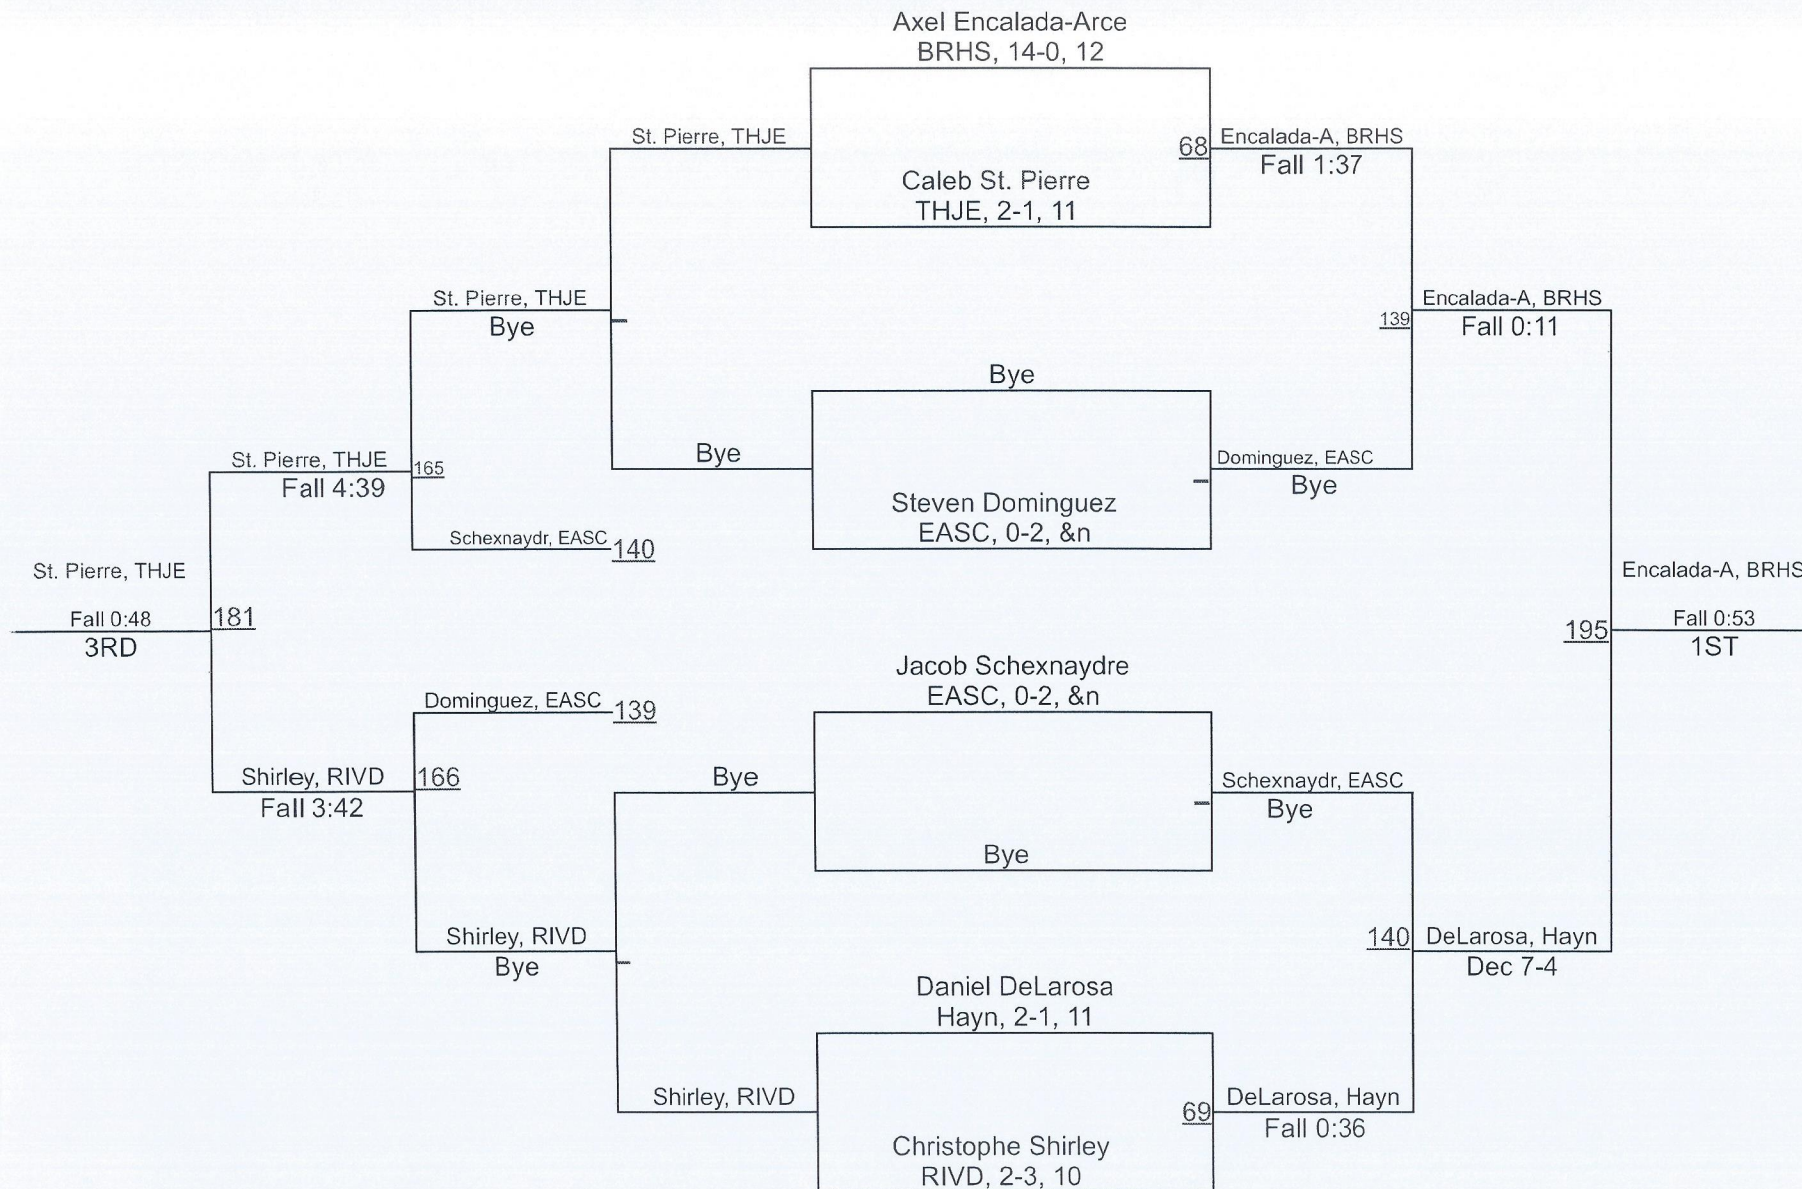 Axel Encalada-Arce
BRHS, 14-0, 12
St. Pierre, THJE
68
Encalada-A, BRHS
Fall 1:37
Caleb St. Pierre
THJE, 2-1, 11
St. Pierre, THJE
Bye
139
Encalada-A, BRHS
Fall 0:11
Bye
Bye
Dominguez, EASC
Bye
St. Pierre, THJE
Fall 4:39
165
Steven Dominguez
EASC, 0-2, &n
Schexnaydr, EASC
140
St. Pierre, THJE
Fall 0:48
3RD
181
Encalada-A, BRHS
Fall 0:53
1ST
195
Jacob Schexnaydre
EASC, 0-2, &n
Dominguez, EASC
139
Shirley, RIVD
Fall 3:42
166
Bye
Schexnaydr, EASC
Bye
Bye
Shirley, RIVD
Bye
140
DeLarosa, Hayn
Dec 7-4
Daniel DeLarosa
Hayn, 2-1, 11
Shirley, RIVD
69
DeLarosa, Hayn
Fall 0:36
Christophe Shirley
RIVD, 2-3, 10